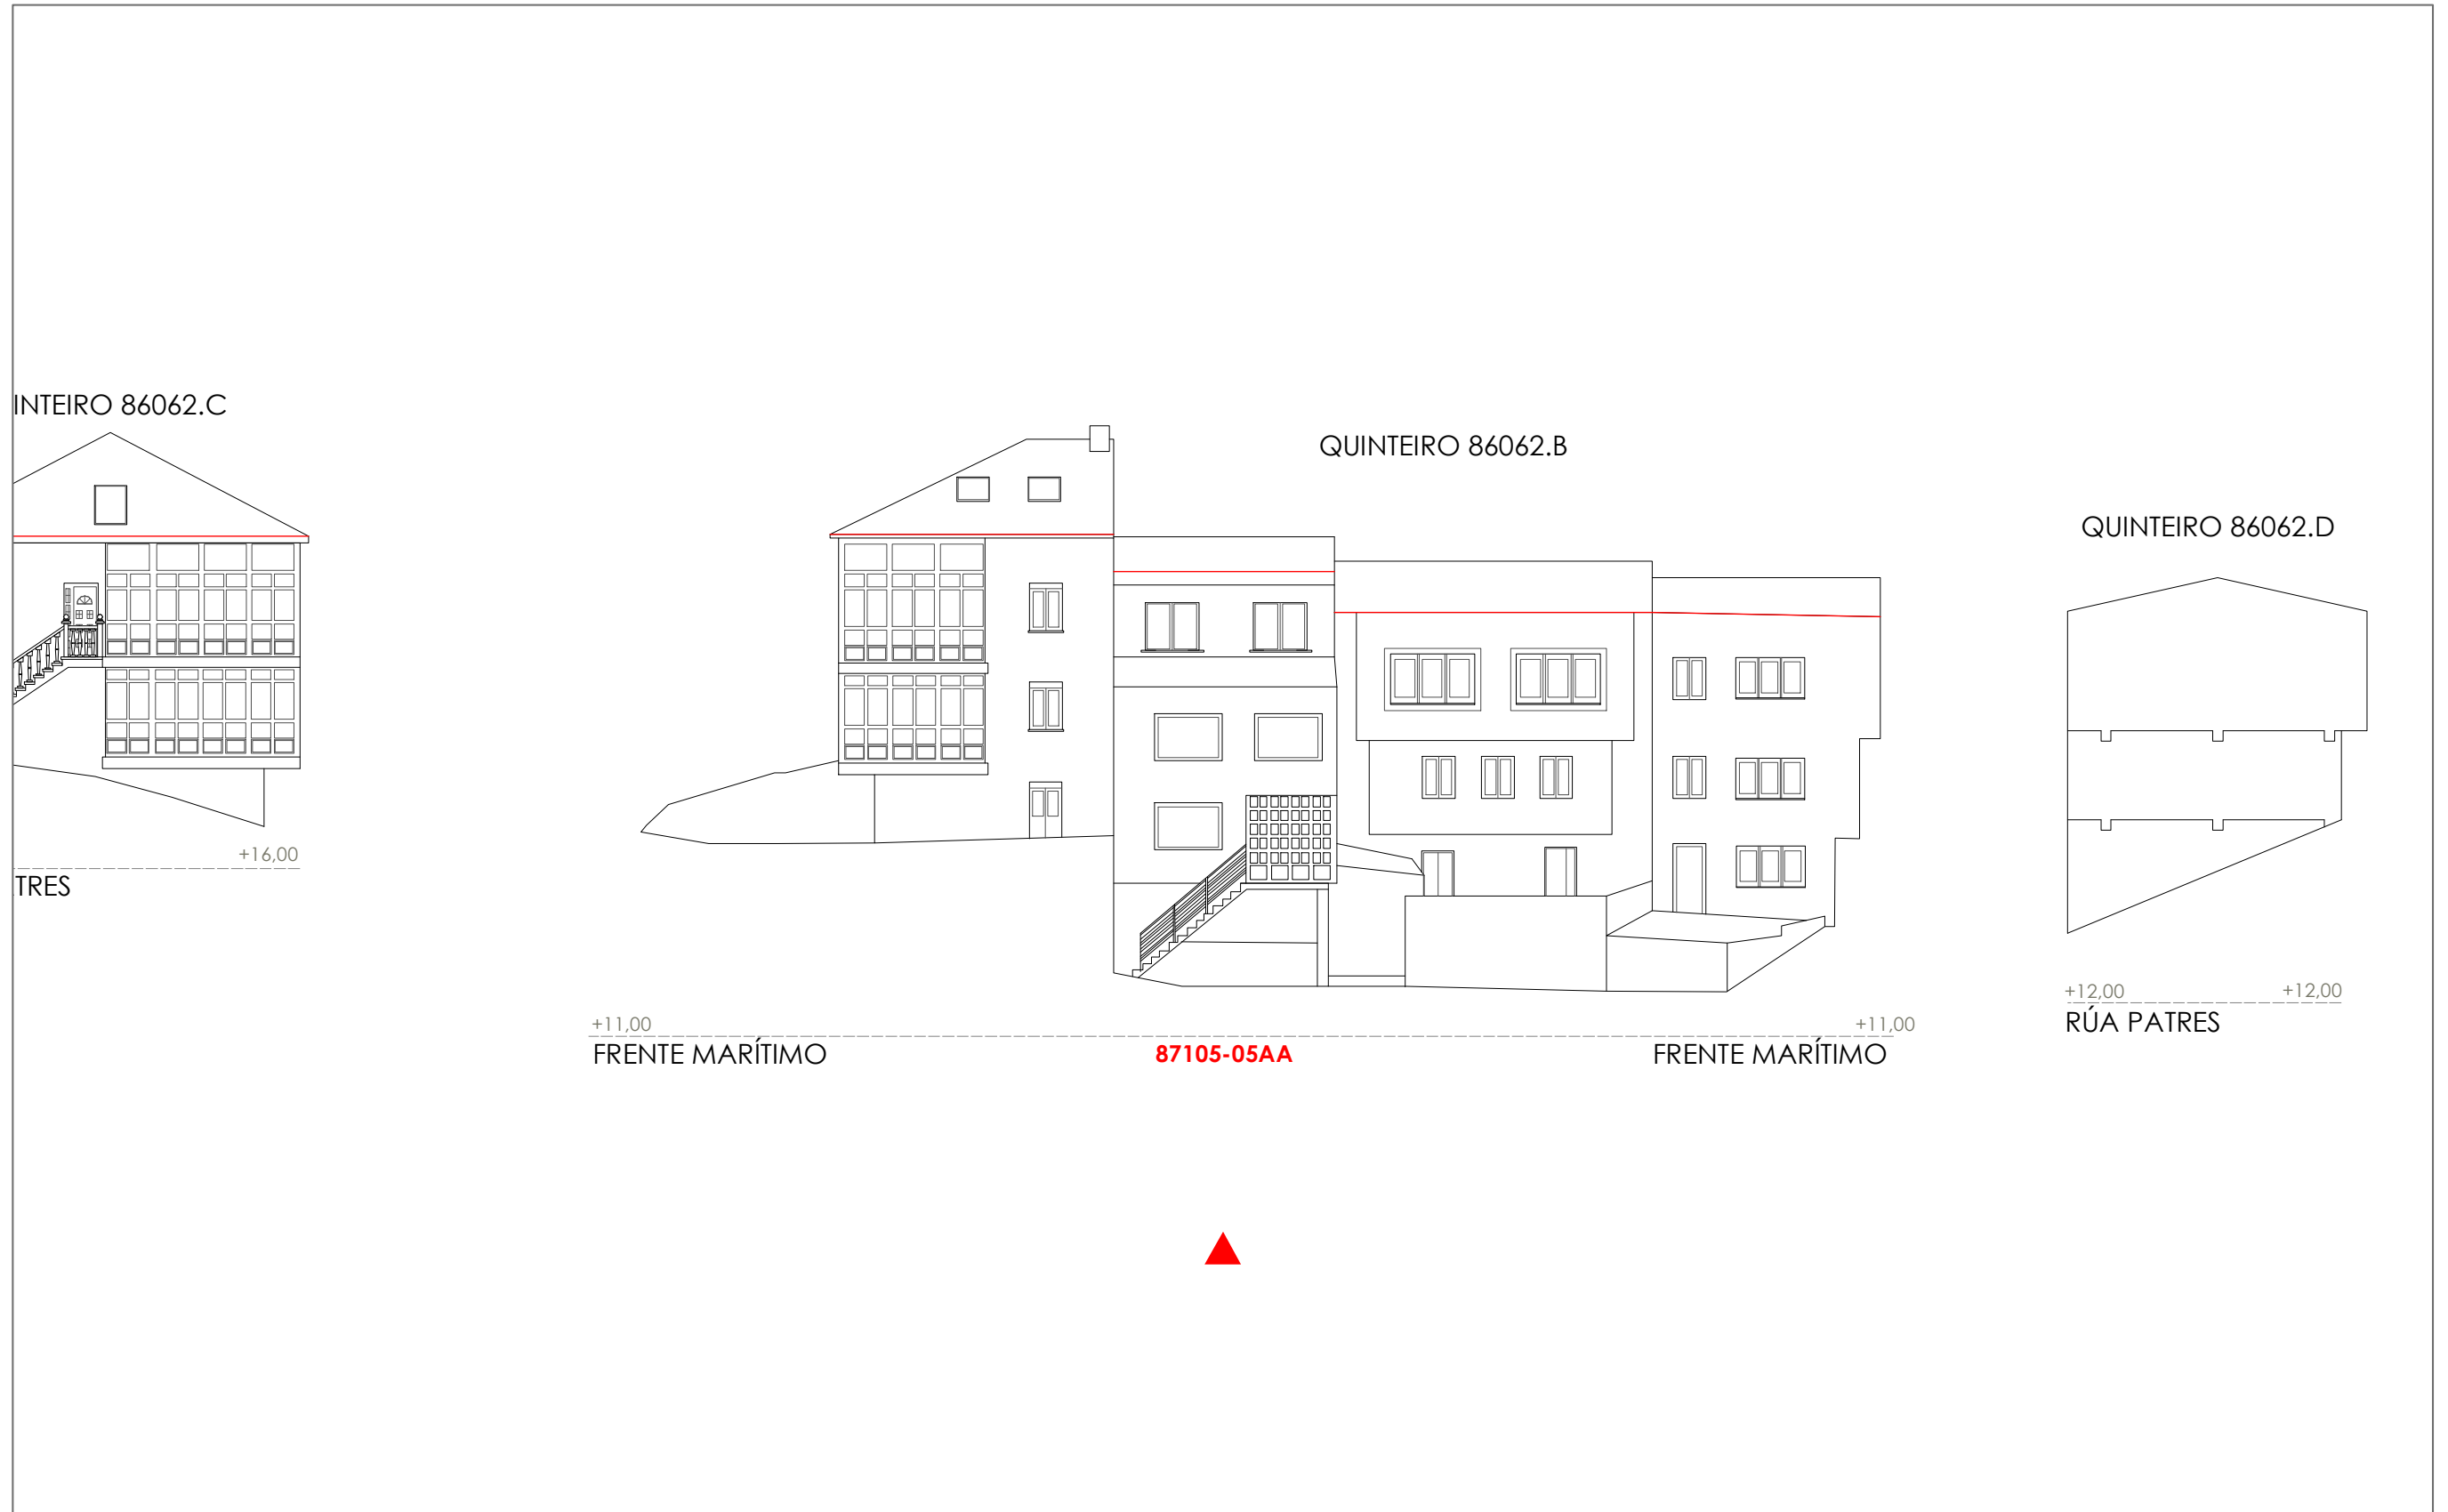 INTEIRO 86062.C
QUINTEIRO 86062.B
QUINTEIRO 86062.D
+16,00
TRES
+11,00
+11,00
FRENTE MARÍTIMO
87105-05AA
FRENTE MARÍTIMO
+12,00
+12,00
RÚA PATRES